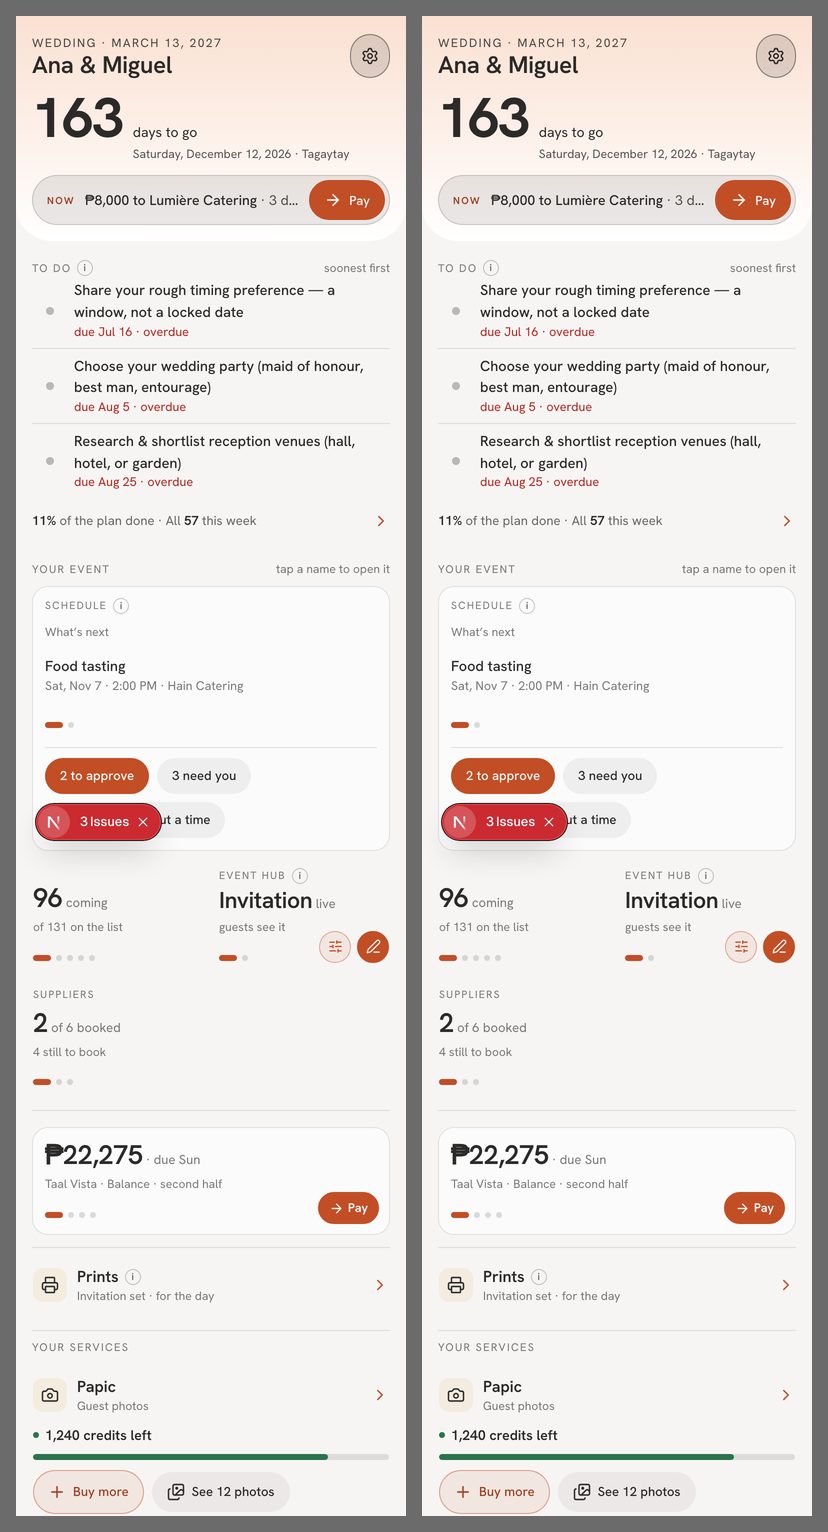 WEDDING · MARCH 13, 2027
Ana & Miguel
163 days to go
Saturday, December 12, 2026 · Tagaytay
NOW ₱8,000 to Lumière Catering · 3 d... Pay
TO DO i soonest first
Share your rough timing preference — a
window, not a locked date
due Jul 16 · overdue
Choose your wedding party (maid of honour,
best man, entourage)
due Aug 5 · overdue
Research & shortlist reception venues (hall,
hotel, or garden)
due Aug 25 · overdue
11% of the plan done · All 57 this week
YOUR EVENT tap a name to open it
SCHEDULE i
What's next
Food tasting
Sat, Nov 7 · 2:00 PM · Hain Catering
2 to approve 3 need you
N 3 Issues ut a time
EVENT HUB i
96 coming Invitation live
of 131 on the list guests see it
SUPPLIERS
2 of 6 booked
4 still to book
₱22,275 · due Sun
Taal Vista · Balance · second half
Pay
Prints i
Invitation set · for the day
YOUR SERVICES
Papic
Guest photos
1,240 credits left
Buy more See 12 photos
WEDDING · MARCH 13, 2027
Ana & Miguel
163 days to go
Saturday, December 12, 2026 · Tagaytay
NOW ₱8,000 to Lumière Catering · 3 d... Pay
TO DO i soonest first
Share your rough timing preference — a
window, not a locked date
due Jul 16 · overdue
Choose your wedding party (maid of honour,
best man, entourage)
due Aug 5 · overdue
Research & shortlist reception venues (hall,
hotel, or garden)
due Aug 25 · overdue
11% of the plan done · All 57 this week
YOUR EVENT tap a name to open it
SCHEDULE i
What's next
Food tasting
Sat, Nov 7 · 2:00 PM · Hain Catering
2 to approve 3 need you
N 3 Issues ut a time
EVENT HUB i
96 coming Invitation live
of 131 on the list guests see it
SUPPLIERS
2 of 6 booked
4 still to book
₱22,275 · due Sun
Taal Vista · Balance · second half
Pay
Prints i
Invitation set · for the day
YOUR SERVICES
Papic
Guest photos
1,240 credits left
Buy more See 12 photos